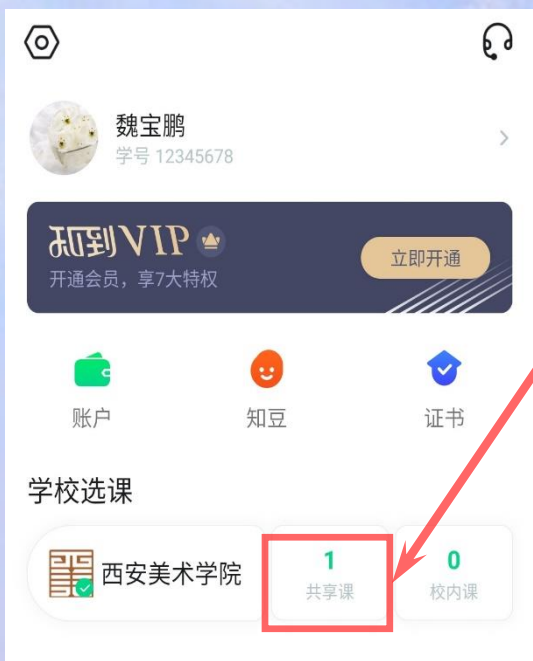 魏宝鹏
学号 12345678
知到VIP
开通会员，享7大特权
立即开通
账户
知豆
证书
学校选课
西安美术学院
1
共享课
0
校内课